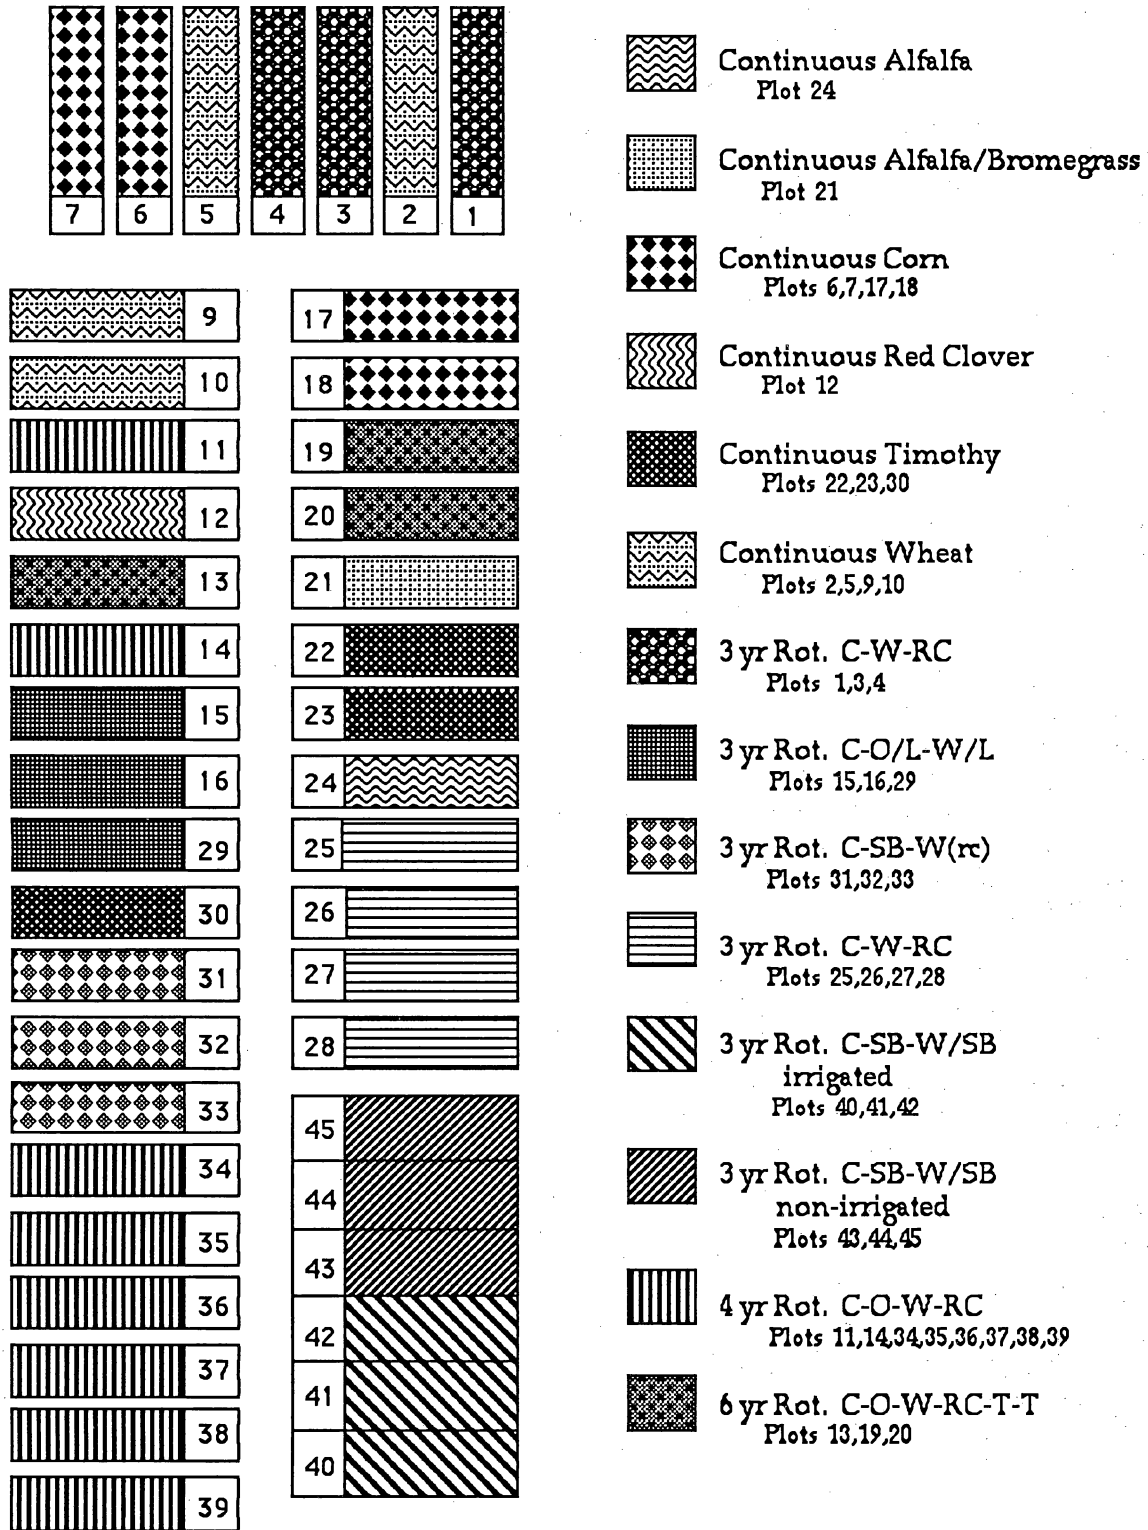 7 6 5 4 3 2 1
9
10
11
12
13
14
15
16
29
30
31
32
33
34
35
36
37
38
39
17
18
19
20
21
22
23
24
25
26
27
28
45
44
43
42
41
40
Continuous Alfalfa
Plot 24
Continuous Alfalfa/Bromegrass
Plot 21
Continuous Corn
Plots 6,7,17,18
Continuous Red Clover
Plot 12
Continuous Timothy
Plots 22,23,30
Continuous Wheat
Plots 2,5,9,10
3 yr Rot. C-W-RC
Plots 1,3,4
3 yr Rot. C-O/L-W/L
Plots 15,16,29
3 yr Rot. C-SB-W(rc)
Plots 31,32,33
3 yr Rot. C-W-RC
Plots 25,26,27,28
3 yr Rot. C-SB-W/SB
irrigated
Plots 40,41,42
3 yr Rot. C-SB-W/SB
non-irrigated
Plots 43,44,45
4 yr Rot. C-O-W-RC
Plots 11,14,34,35,36,37,38,39
6 yr Rot. C-O-W-RC-T-T
Plots 13,19,20